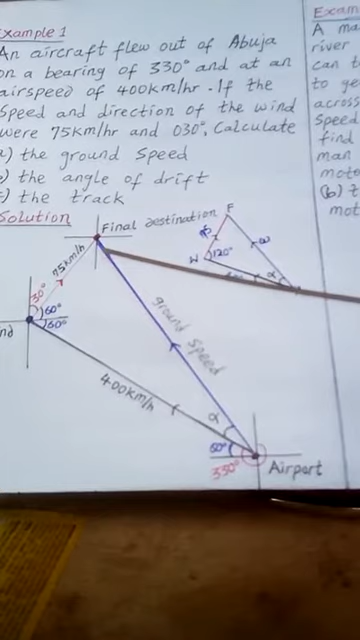 Example 1
An aircraft flew out of Abuja
on a bearing of 330° and at an
airspeed of 400km/hr. If the
speed and direction of the wind
were 75km/hr and 030°. Calculate
a) the ground speed
) the angle of drift
) the track
Solution
Final destination
F
W
120°
α
75km/h
30°
60°
60°
nd
ground speed
400km/h
α
60°
330°
Airport
Exam
A ma
river
can t
to ge
across
speed
find
man
moto
(b) t
mot